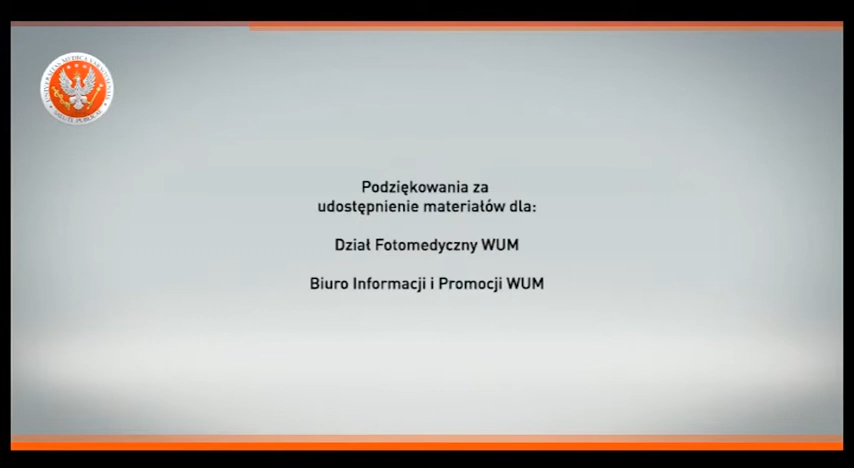 Podziękowania za
udostępnienie materiałów dla:
Dział Fotomedyczny WUM
Biuro Informacji i Promocji WUM